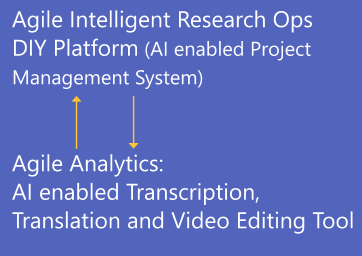 Agile Intelligent Research Ops
DIY Platform (AI enabled Project
Management System)
Agile Analytics:
AI enabled Transcription,
Translation and Video Editing Tool